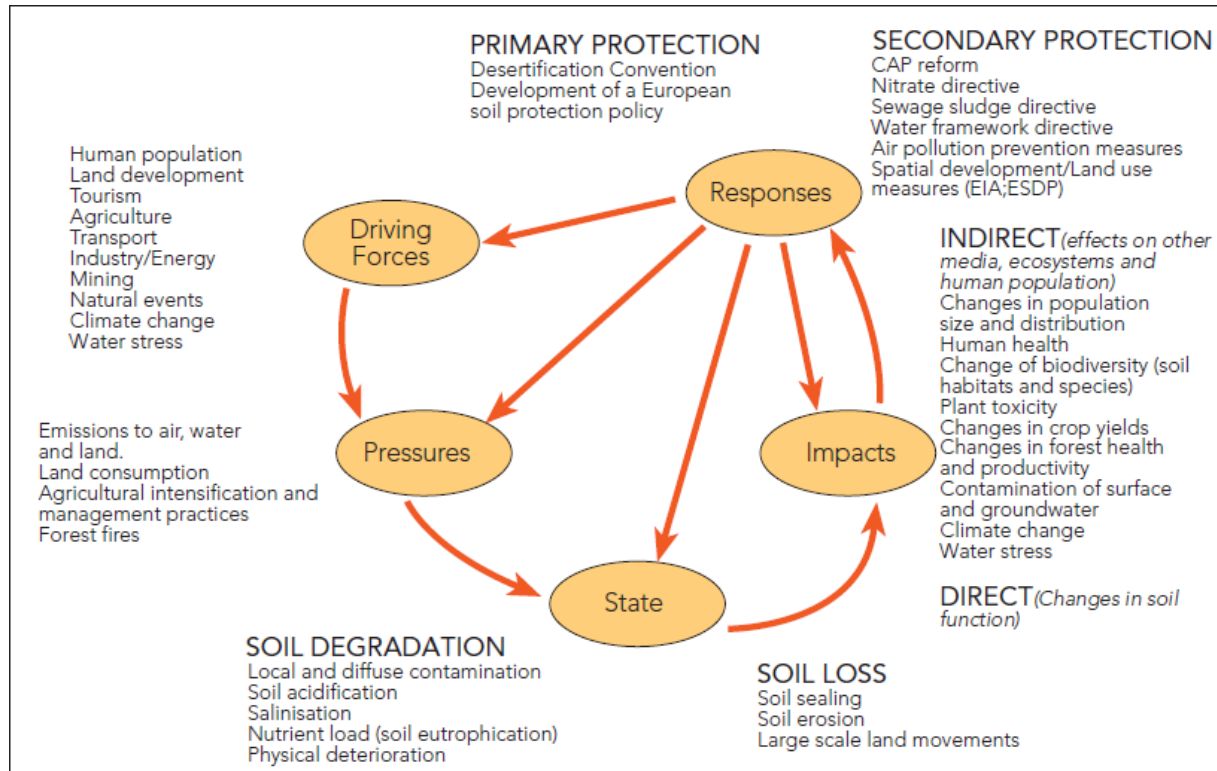 PRIMARY PROTECTION
Desertification Convention
Development of a European
soil protection policy
SECONDARY PROTECTION
CAP reform
Nitrate directive
Sewage sludge directive
Water framework directive
Air pollution prevention measures
Spatial development/Land use
measures (EIA;ESDP)
Human population
Land development
Tourism
Agriculture
Transport
Industry/Energy
Mining
Natural events
Climate change
Water stress
Driving
Forces
Responses
INDIRECT(effects on other
media, ecosystems and
human population)
Changes in population
size and distribution
Human health
Change of biodiversity (soil
habitats and species)
Plant toxicity
Changes in crop yields
Changes in forest health
and productivity
Contamination of surface
and groundwater
Climate change
Water stress
Emissions to air, water
and land.
Land consumption
Agricultural intensification and
management practices
Forest fires
Pressures
Impacts
State
DIRECT(Changes in soil
function)
SOIL DEGRADATION
Local and diffuse contamination
Soil acidification
Salinisation
Nutrient load (soil eutrophication)
Physical deterioration
SOIL LOSS
Soil sealing
Soil erosion
Large scale land movements